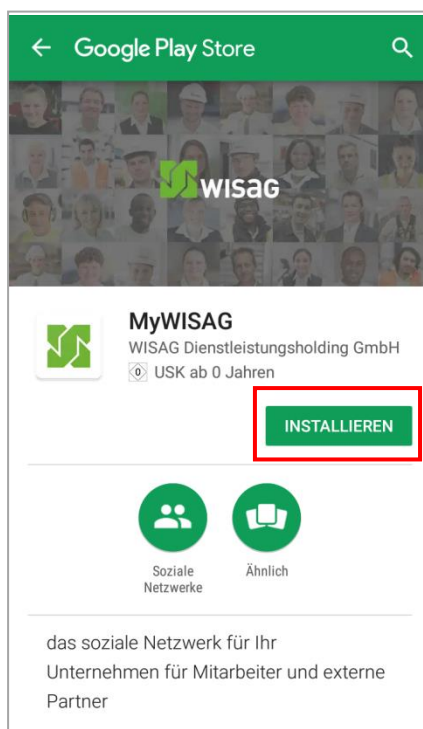 Google Play Store
WISAG
MyWISAG
WISAG Dienstleistungsholding GmbH
0 USK ab 0 Jahren
INSTALLIEREN
Soziale
Netzwerke
Ähnlich
das soziale Netzwerk für Ihr
Unternehmen für Mitarbeiter und externe
Partner